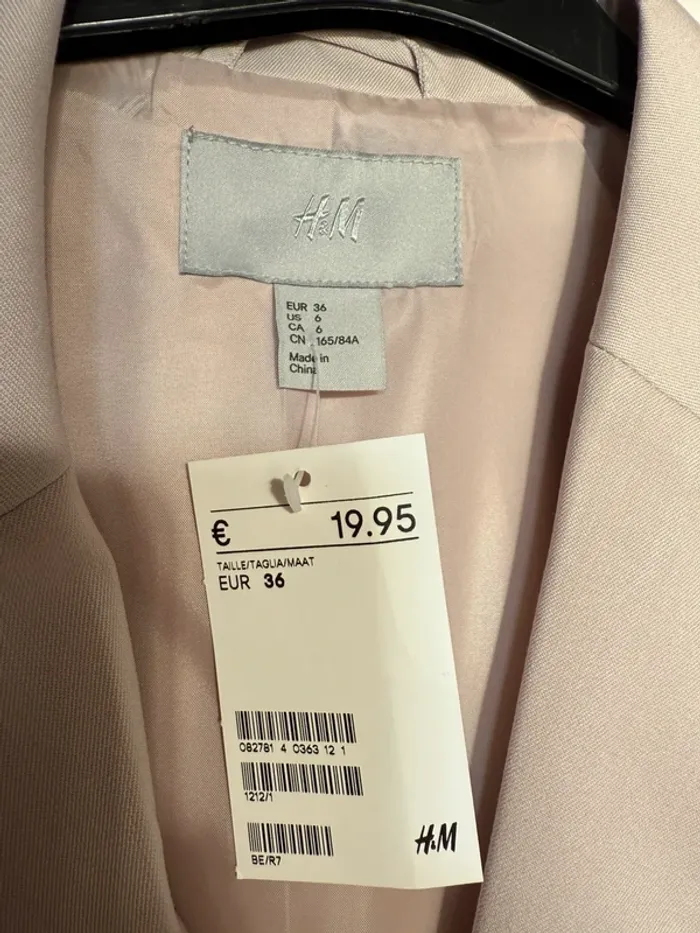 H&M
EUR 36
US 6
CA 6
CN 165/84A
Made in
China
€ 19.95
TAILLE/TAGLIA/MAAT
EUR 36
082781 4 0363 12 1
1212/1
BE/R7
H&M